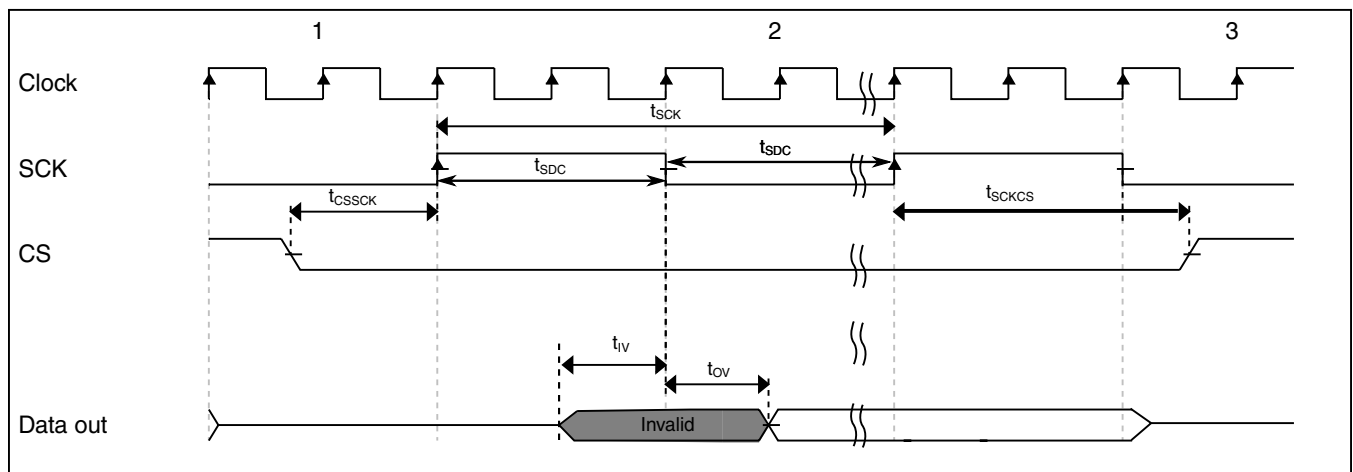 1 2 3
Clock
tSCK
SCK
tSDC tSDC
tCSSCK tSCKCS
CS
tIV
tOV
Data out Invalid